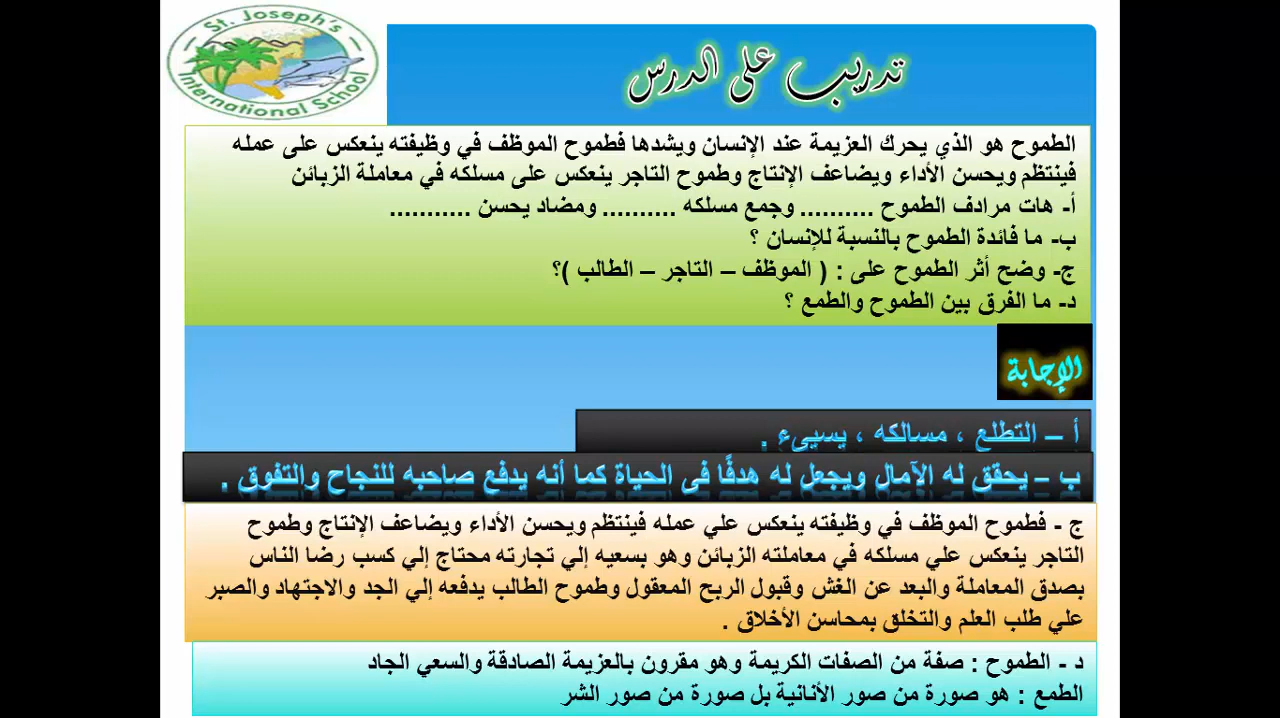 St. Joseph's
International School
تدريب على الدرس
الطموح هو الذي يحرك العزيمة عند الإنسان ويشدها فطموح الموظف في وظيفته ينعكس على عمله
فينتظم ويحسن الأداء ويضاعف الإنتاج وطموح التاجر ينعكس على مسلكه في معاملة الزبائن
أ- هات مرادف الطموح .......... وجمع مسلكه .......... ومضاد يحسن ...........
ب- ما فائدة الطموح بالنسبة للإنسان ؟
ج- وضح أثر الطموح على : ( الموظف – التاجر – الطالب )؟
د- ما الفرق بين الطموح والطمع ؟
الإجابة
أ – التطلع ، مسالكه ، يسييء .
ب – يحقق له الآمال ويجعل له هدفًا فى الحياة كما أنه يدفع صاحبه للنجاح والتفوق .
ج - فطموح الموظف في وظيفته ينعكس علي عمله فينتظم ويحسن الأداء ويضاعف الإنتاج وطموح
التاجر ينعكس علي مسلكه في معاملته الزبائن وهو بسعيه إلي تجارته محتاج إلي كسب رضا الناس
بصدق المعاملة والبعد عن الغش وقبول الربح المعقول وطموح الطالب يدفعه إلي الجد والاجتهاد والصبر
علي طلب العلم والتخلق بمحاسن الأخلاق .
د - الطموح : صفة من الصفات الكريمة وهو مقرون بالعزيمة الصادقة والسعي الجاد
الطمع : هو صورة من صور الأنانية بل صورة من صور الشر